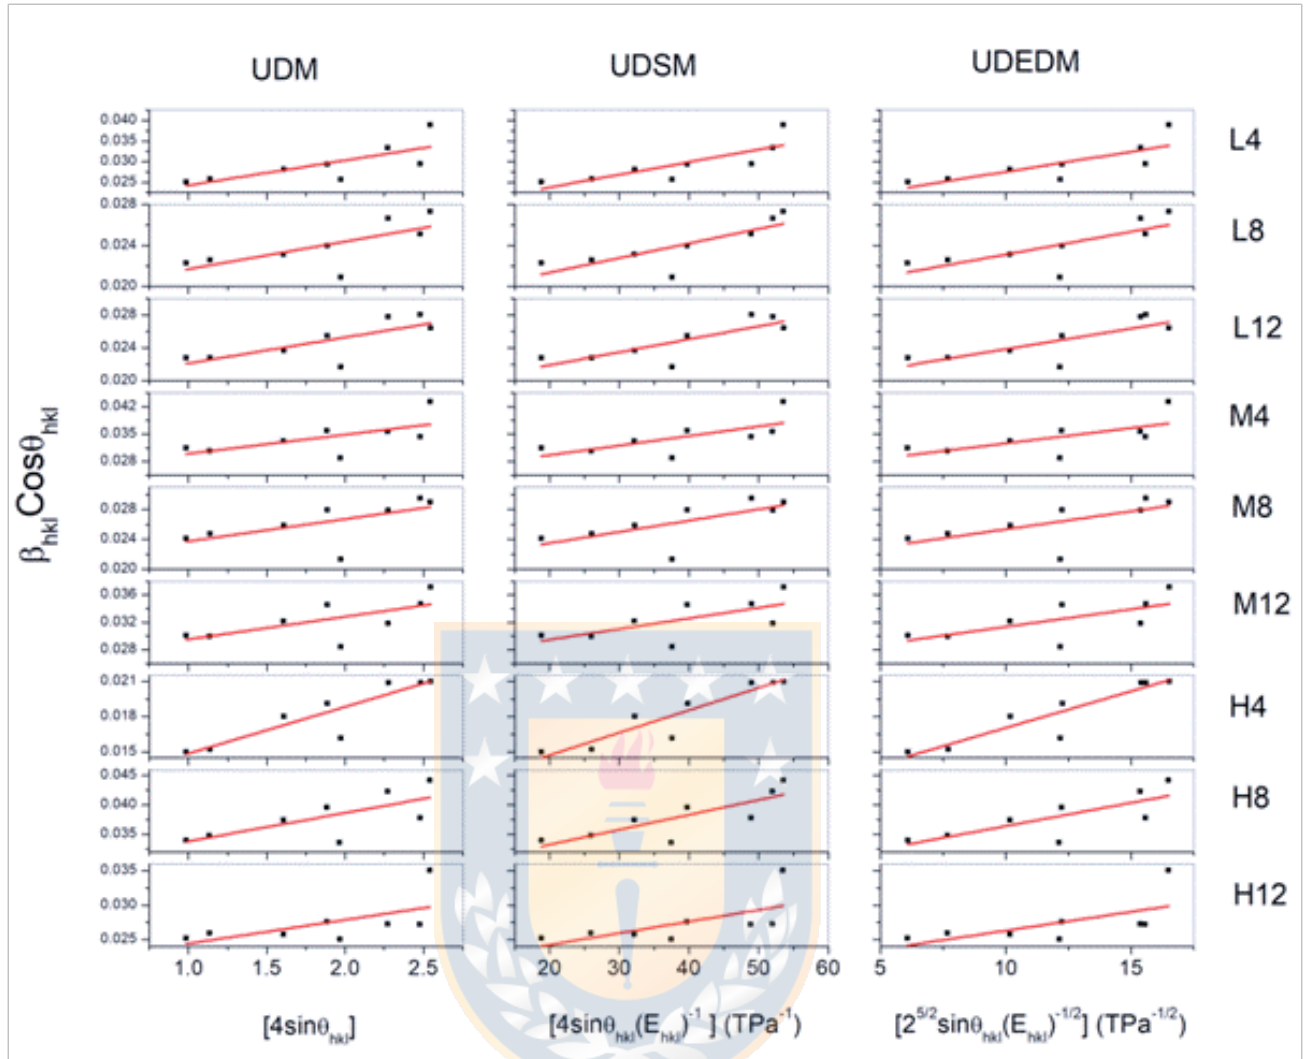 UDM UDSM UDEDM
0.040
0.035
0.030
0.025
L4
0.028
0.024
0.020
L8
0.028
0.024
0.020
L12
0.042
0.035
0.028
M4
0.028
0.024
0.020
M8
0.036
0.032
0.028
M12
0.021
0.018
0.015
H4
0.045
0.040
0.035
H8
0.035
0.030
0.025
H12
βhklCosθhkl
1.0 1.5 2.0 2.5 20 30 40 50 60 5 10 15
[4sinθhkl] [4sinθhkl(Ehkl)^-1 ] (TPa^-1) [2^5/2sinθhkl(Ehkl)^-1/2] (TPa^-1/2)